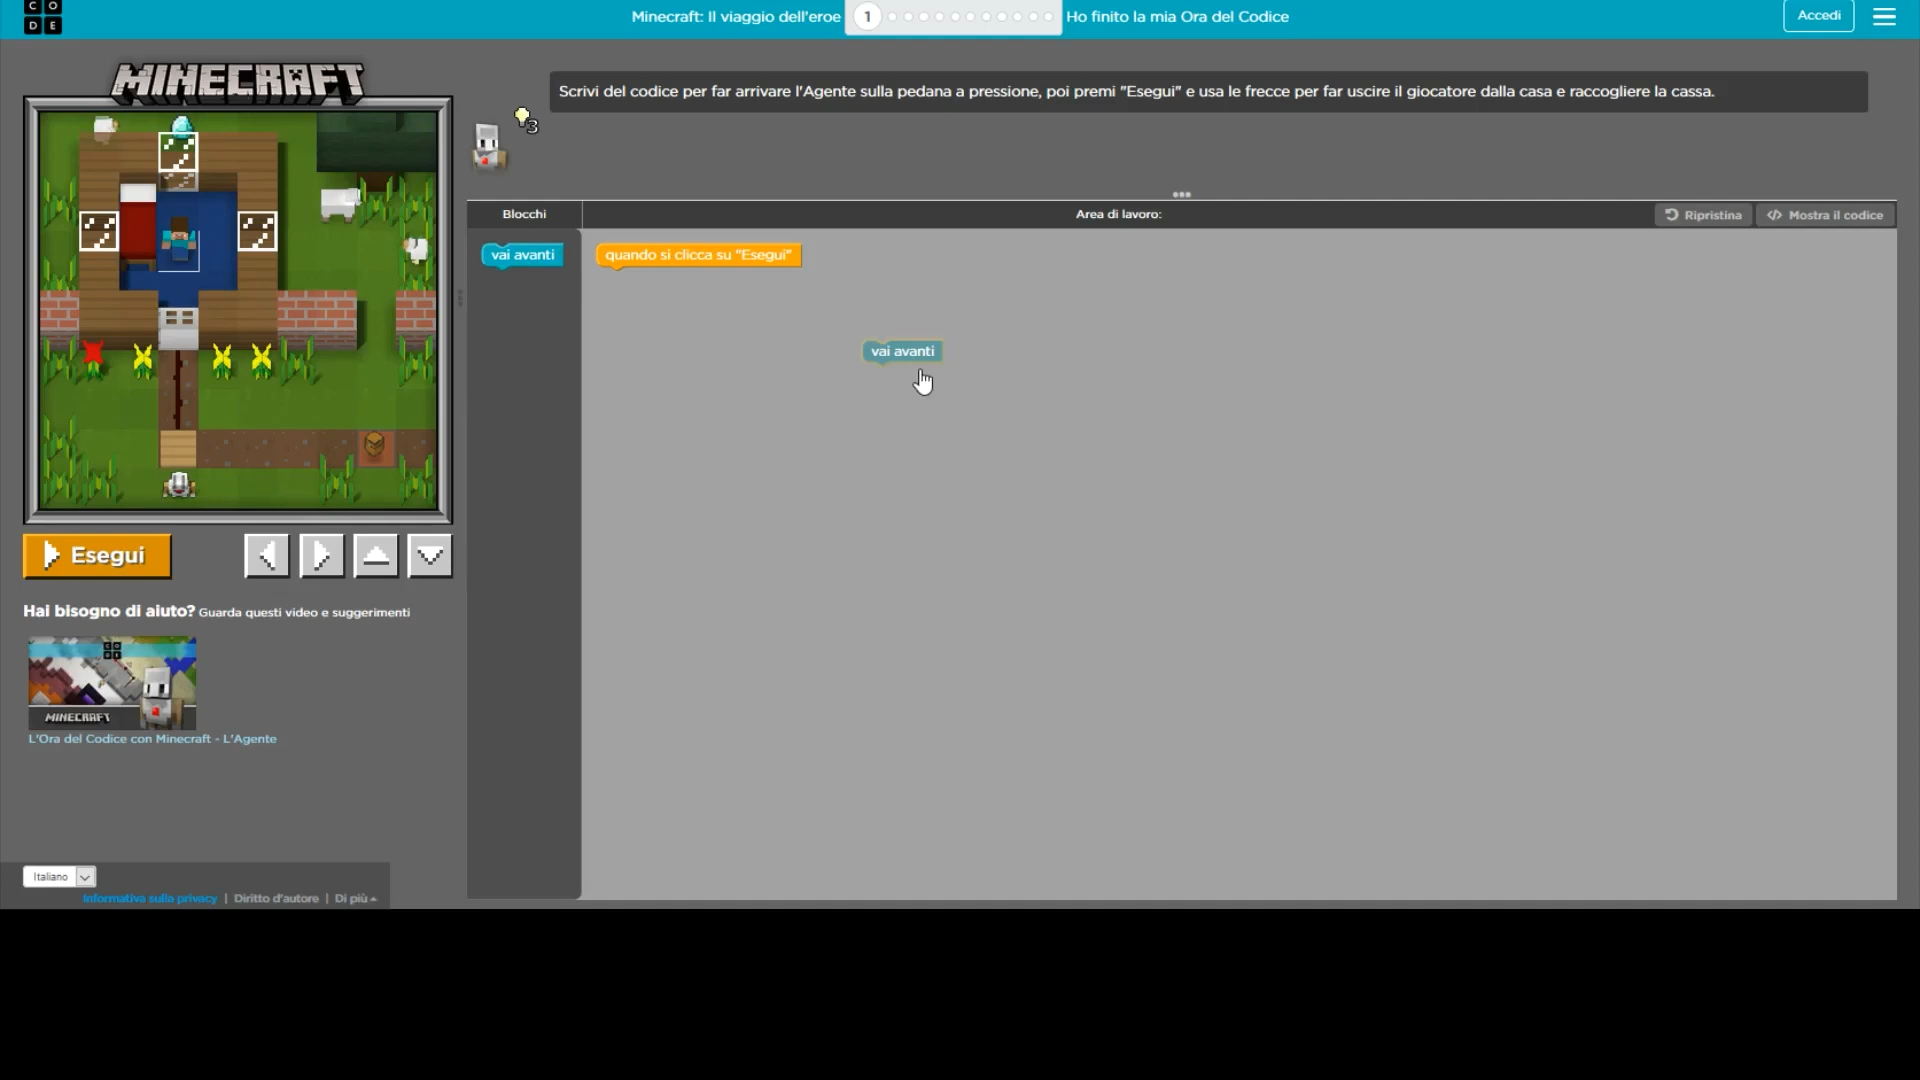 C O
D E
Minecraft: Il viaggio dell'eroe
1
Ho finito la mia Ora del Codice
Accedi
MINECRAFT
3
Scrivi del codice per far arrivare l'Agente sulla pedana a pressione, poi premi "Esegui" e usa le frecce per far uscire il giocatore dalla casa e raccogliere la cassa.
Blocchi
Area di lavoro:
Ripristina
Mostra il codice
vai avanti
quando si clicca su "Esegui"
vai avanti
Esegui
Hai bisogno di aiuto? Guarda questi video e suggerimenti
C O
D E
MINECRAFT
L'Ora del Codice con Minecraft - L'Agente
Italiano
Informativa sulla privacy | Diritto d'autore | Di più